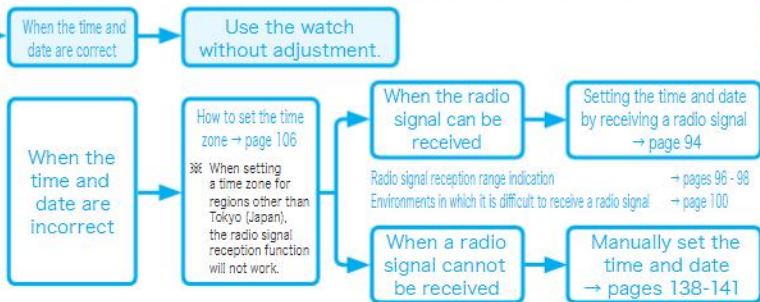 When the time and
date are correct
Use the watch
without adjustment.
When the
time and
date are
incorrect
How to set the time
zone → page 106
※ When setting
a time zone for
regions other than
Tokyo (Japan),
the radio signal
reception function
will not work.
When the radio
signal can be
received
Setting the time and date
by receiving a radio signal
→ page 94
Radio signal reception range indication → pages 96 - 98
Environments in which it is difficult to receive a radio signal → page 100
When a radio
signal cannot
be received
Manually set the
time and date
→ pages 138-141